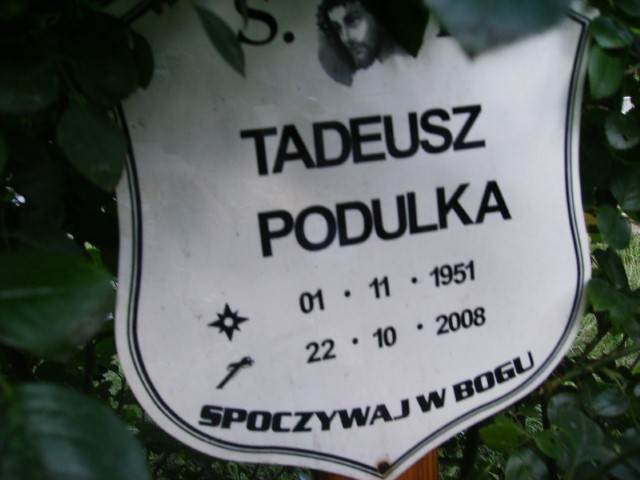 S.
TADEUSZ
PODULKA
01 · 11 · 1951
22 · 10 · 2008
SPOCZYWAJ W BOGU